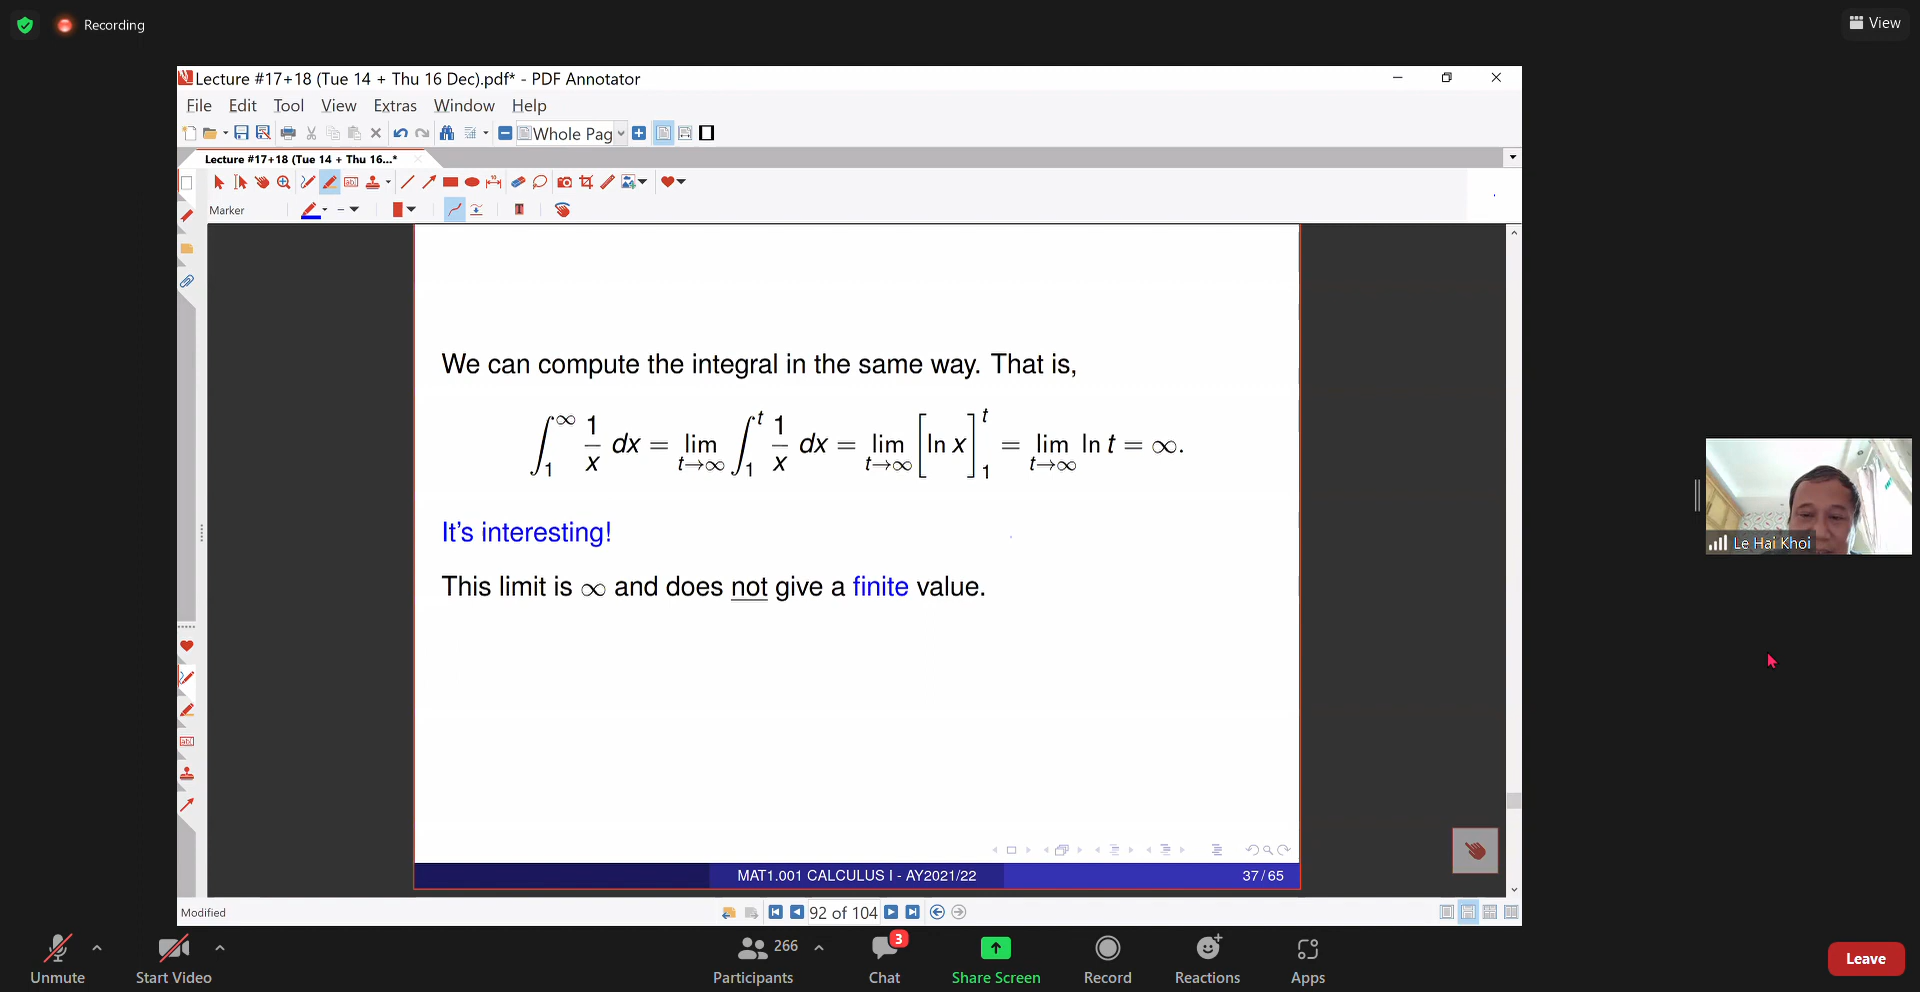 Recording
View
Lecture #17+18 (Tue 14 + Thu 16 Dec).pdf* - PDF Annotator
File Edit Tool View Extras Window Help
Whole Pag
Lecture #17+18 (Tue 14 + Thu 16...*
Marker
We can compute the integral in the same way. That is,
∫₁^∞ 1/x dx = lim_{t→∞} ∫₁^t 1/x dx = lim_{t→∞} [ln x]₁^t = lim_{t→∞} ln t = ∞.
It's interesting!
This limit is ∞ and does not give a finite value.
Le Hai Khoi
MAT1.001 CALCULUS I - AY2021/22
37/65
Modified
92 of 104
Unmute
Start Video
266
Participants
3
Chat
Share Screen
Record
Reactions
Apps
Leave